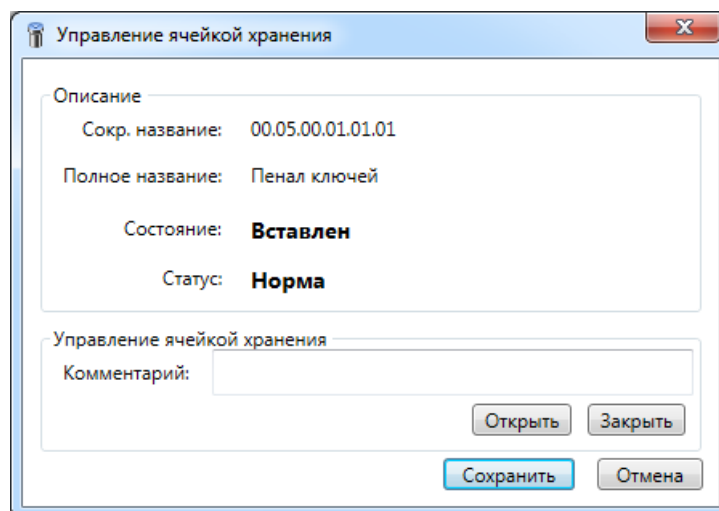 Управление ячейкой хранения
Описание
Сокр. название: 00.05.00.01.01.01
Полное название: Пенал ключей
Состояние: Вставлен
Статус: Норма
Управление ячейкой хранения
Комментарий:
Открыть Закрыть
Сохранить Отмена